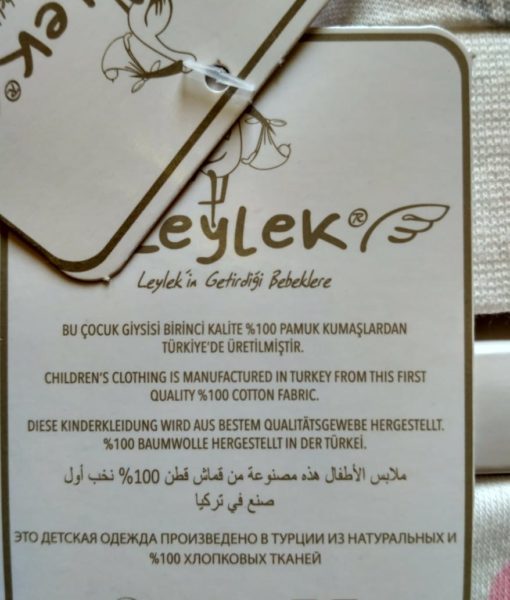 lek®
Leylek®
Leylek'in Getirdiği Bebeklere
BU ÇOCUK GİYSİSİ BİRİNCİ KALİTE %100 PAMUK KUMAŞLARDAN
TÜRKİYE'DE ÜRETİLMİŞTİR.
CHILDREN'S CLOTHING IS MANUFACTURED IN TURKEY FROM THIS FIRST
QUALITY %100 COTTON FABRIC.
DIESE KINDERKLEIDUNG WIRD AUS BESTEM QUALITÄTSGEWEBE HERGESTELLT.
%100 BAUMWOLLE HERGESTELLT IN DER TÜRKEİ.
ملابس الأطفال هذه مصنوعة من قماش قطن 100% نخب أول
صنع في تركيا
ЭТО ДЕТСКАЯ ОДЕЖДА ПРОИЗВЕДЕНО В ТУРЦИИ ИЗ НАТУРАЛЬНЫХ И
%100 ХЛОПКОВЫХ ТКАНЕЙ